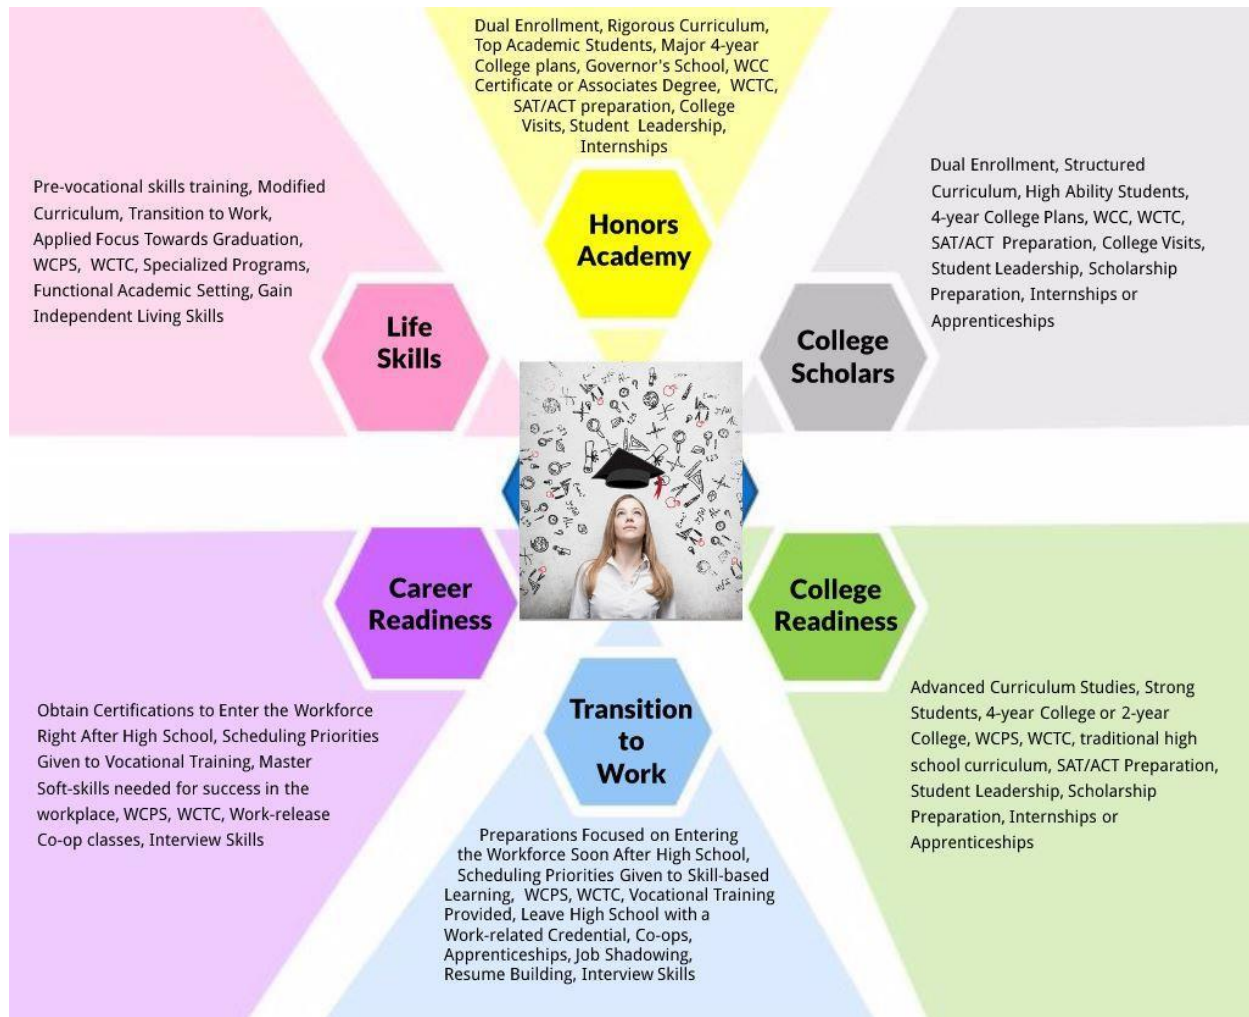 Dual Enrollment, Rigorous Curriculum,
Top Academic Students, Major 4-year
College plans, Governor's School, WCC
Certificate or Associates Degree, WCTC,
SAT/ACT preparation, College
Visits, Student Leadership,
Internships
Honors
Academy
Dual Enrollment, Structured
Curriculum, High Ability Students,
4-year College Plans, WCC, WCTC,
SAT/ACT Preparation, College Visits,
Student Leadership, Scholarship
Preparation, Internships or
Apprenticeships
College
Scholars
Pre-vocational skills training, Modified
Curriculum, Transition to Work,
Applied Focus Towards Graduation,
WCPS, WCTC, Specialized Programs,
Functional Academic Setting, Gain
Independent Living Skills
Life
Skills
Career
Readiness
Obtain Certifications to Enter the Workforce
Right After High School, Scheduling Priorities
Given to Vocational Training, Master
Soft-skills needed for success in the
workplace, WCPS, WCTC, Work-release
Co-op classes, Interview Skills
Transition
to
Work
Preparations Focused on Entering
the Workforce Soon After High School,
Scheduling Priorities Given to Skill-based
Learning, WCPS, WCTC, Vocational Training
Provided, Leave High School with a
Work-related Credential, Co-ops,
Apprenticeships, Job Shadowing,
Resume Building, Interview Skills
College
Readiness
Advanced Curriculum Studies, Strong
Students, 4-year College or 2-year
College, WCPS, WCTC, traditional high
school curriculum, SAT/ACT Preparation,
Student Leadership, Scholarship
Preparation, Internships or
Apprenticeships